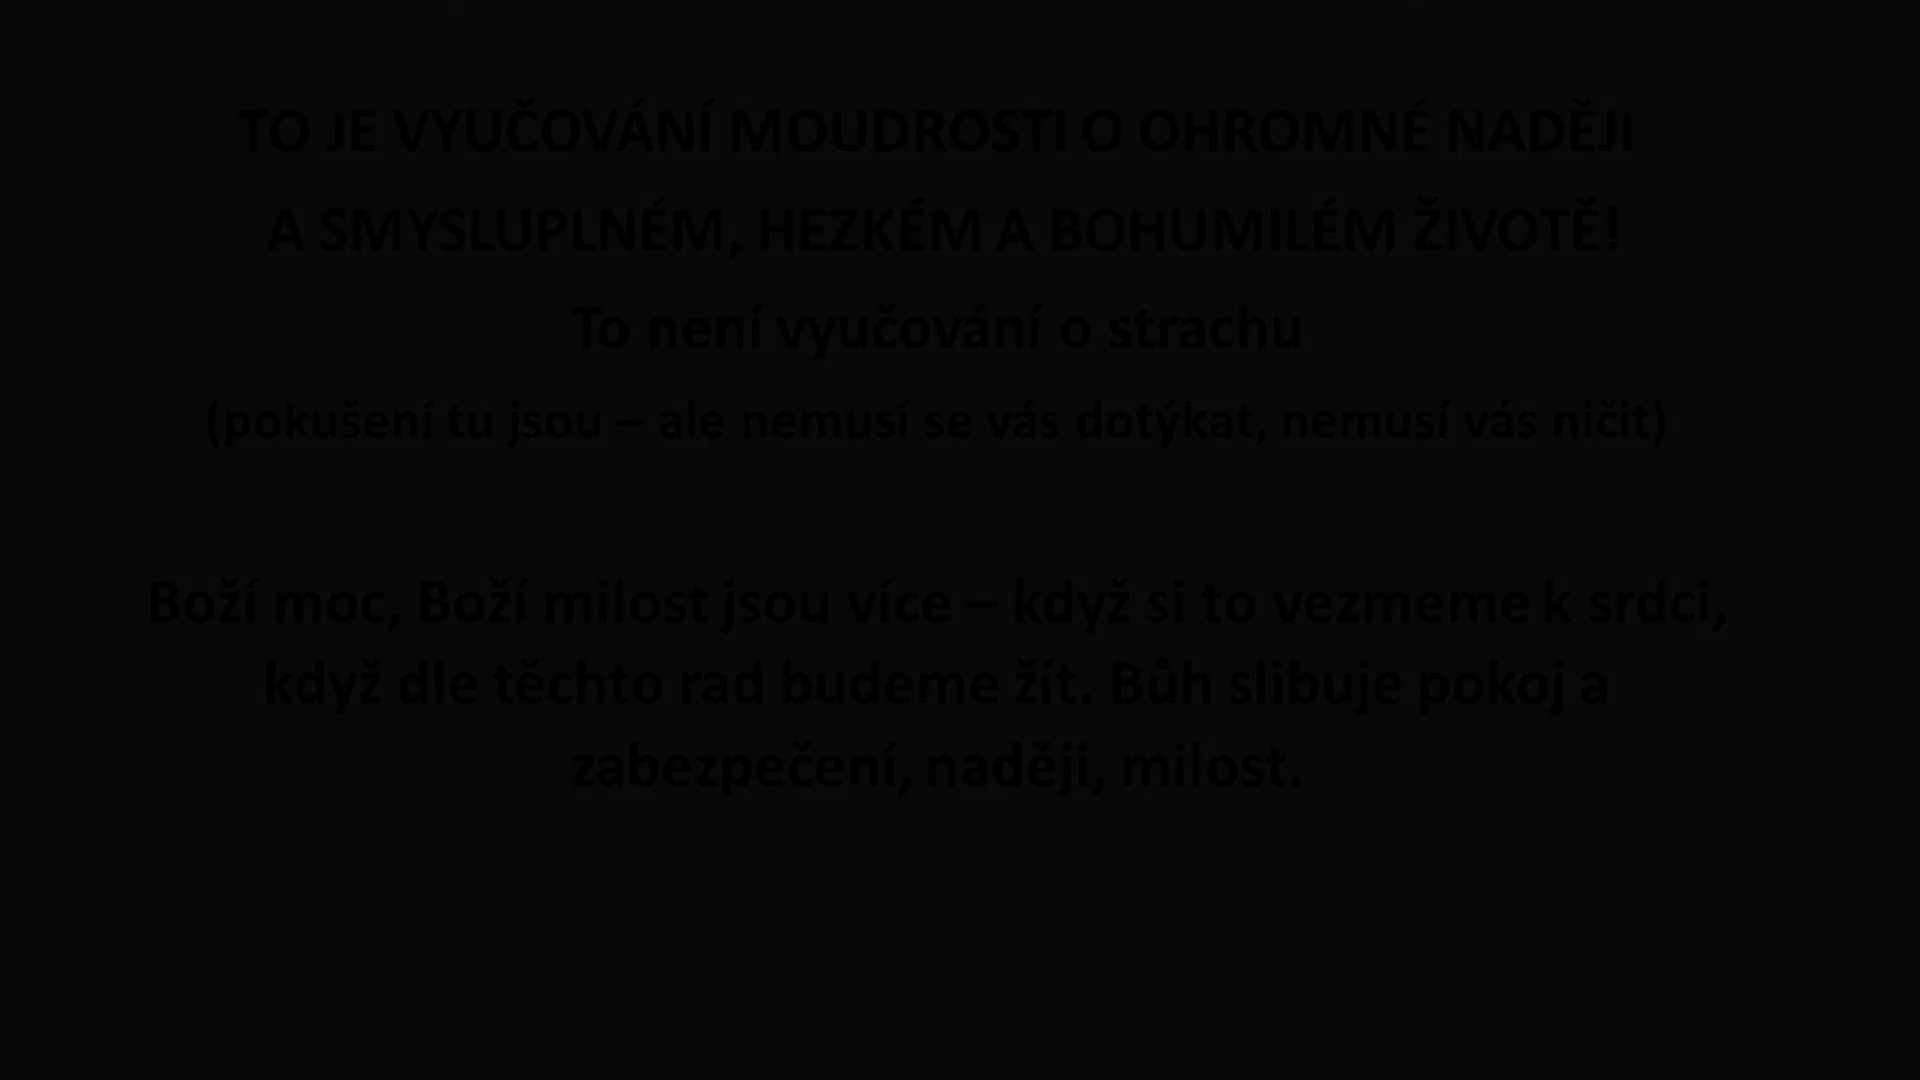 TO JE VYUČOVÁNÍ MOUDROSTI O OHROMNÉ NADĚJI
A SMYSLUPLNÉM, HEZKÉM A BOHUMILÉM ŽIVOTĚ!
To není vyučování o strachu
(pokušení tu jsou – ale nemusí se vás dotýkat, nemusí vás ničit)
Boží moc, Boží milost jsou více – když si to vezmeme k srdci,
když dle těchto rad budeme žít. Bůh slibuje pokoj a
zabezpečení, naději, milost.